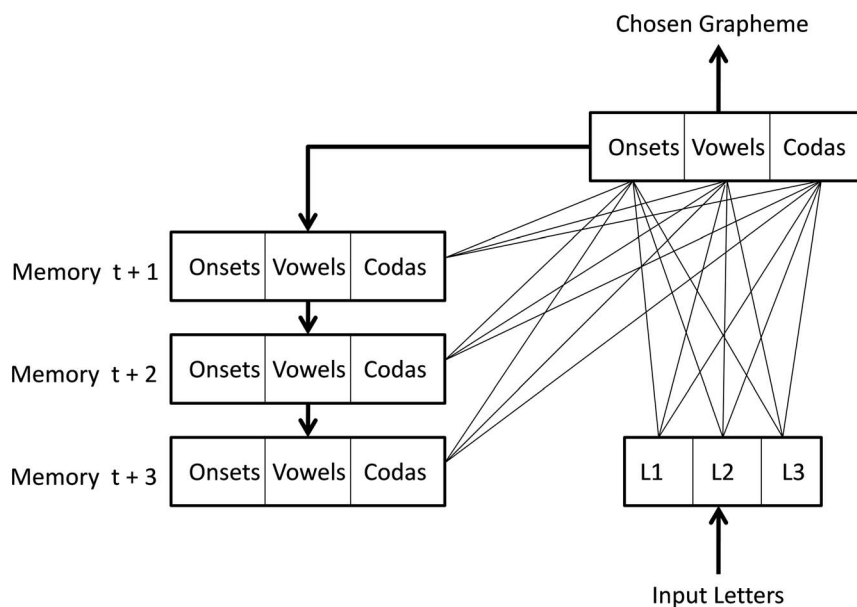 Chosen Grapheme
Onsets Vowels Codas
Memory t + 1 Onsets Vowels Codas
Memory t + 2 Onsets Vowels Codas
Memory t + 3 Onsets Vowels Codas
L1 L2 L3
Input Letters